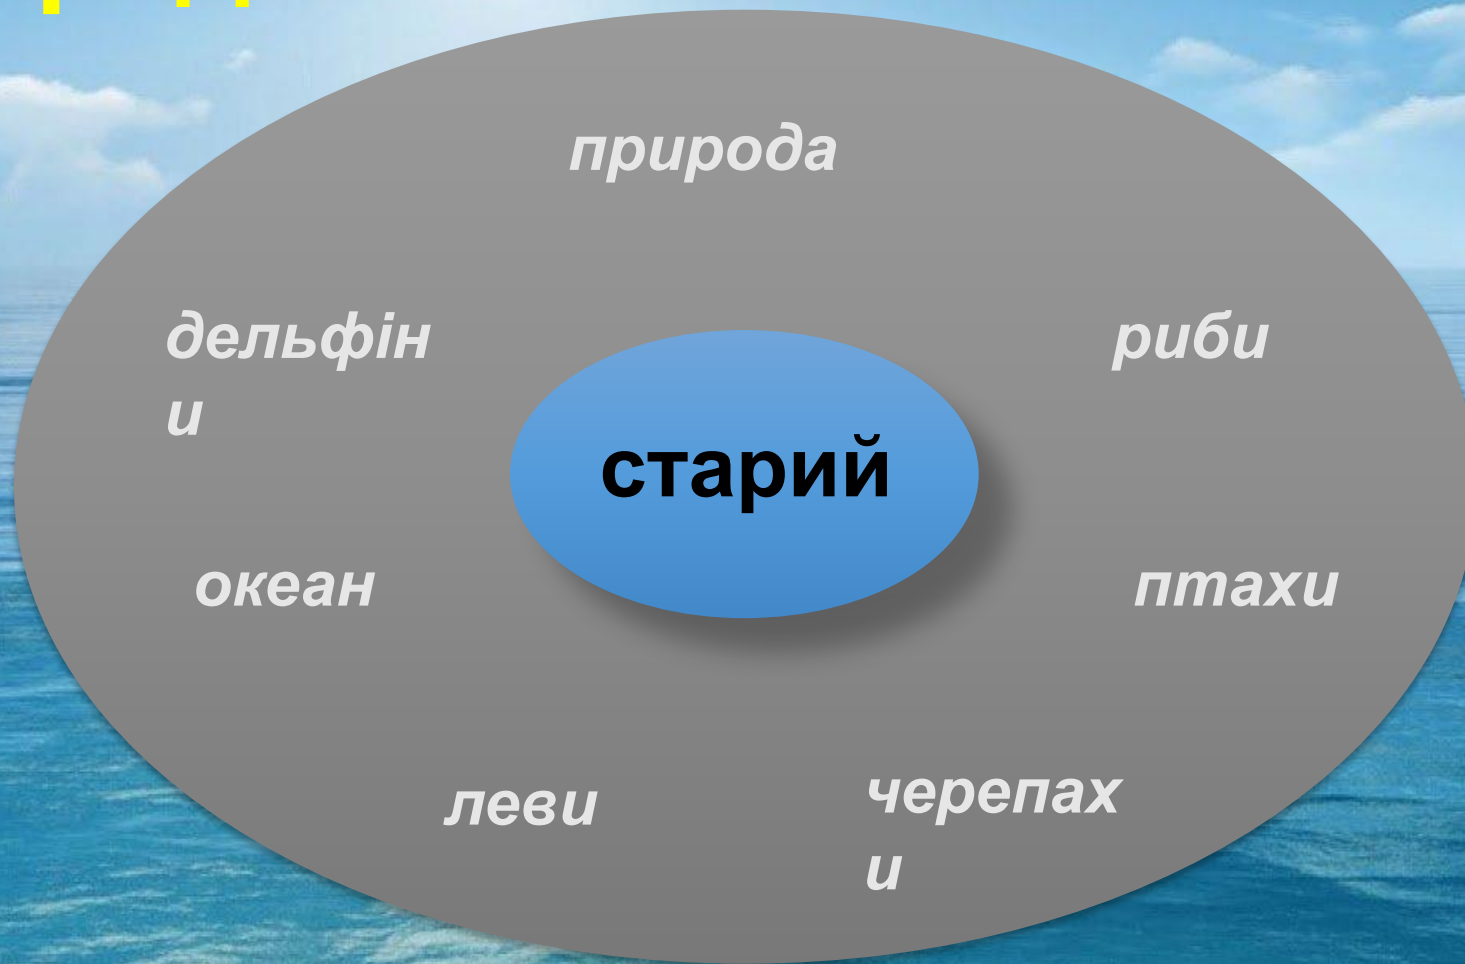 природа
дельфін
и
риби
старий
океан
птахи
леви
черепах
и